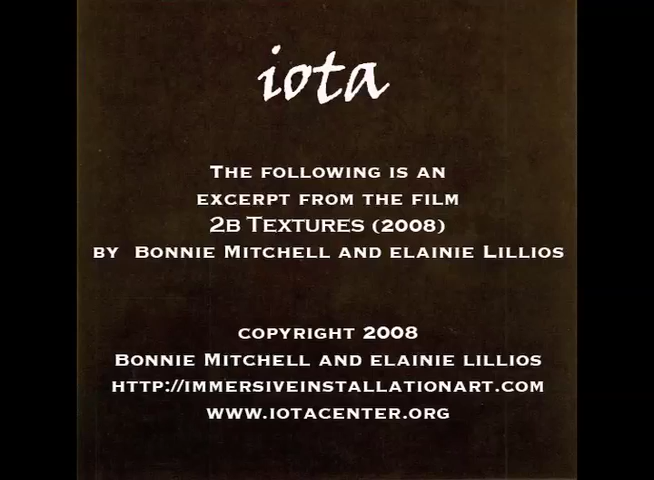 iota
THE FOLLOWING IS AN
EXCERPT FROM THE FILM
2B TEXTURES (2008)
BY BONNIE MITCHELL AND ELAINIE LILLIOS
COPYRIGHT 2008
BONNIE MITCHELL AND ELAINIE LILLIOS
HTTP://IMMERSIVEINSTALLATIONART.COM
WWW.IOTACENTER.ORG